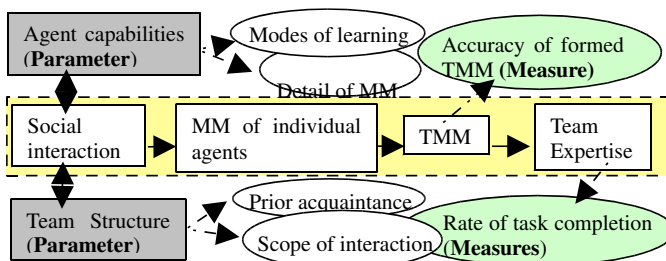 Agent capabilities
(Parameter)
Modes of learning
Detail of MM
Accuracy of formed
TMM (Measure)
Social
interaction
MM of individual
agents
TMM
Team
Expertise
Team Structure
(Parameter)
Prior acquaintance
Scope of interaction
Rate of task completion
(Measures)